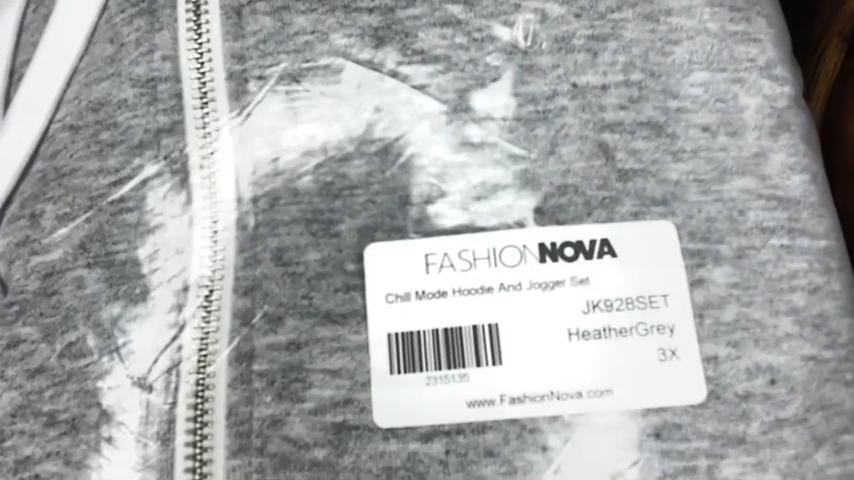 FASHIONNOVA
Chill Mode Hoodie And Jogger Set
JK928SET
HeatherGrey
3X
2315135
www.FashionNova.com